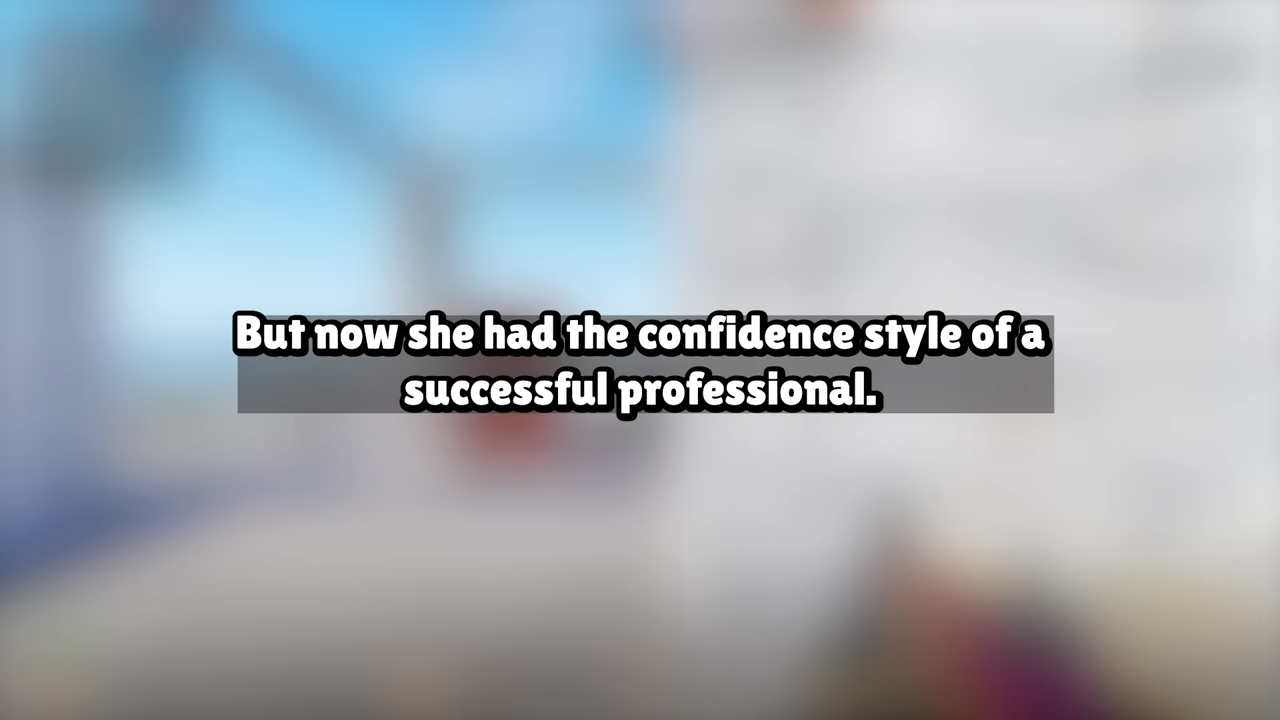 But now she had the confidence style of a
successful professional.